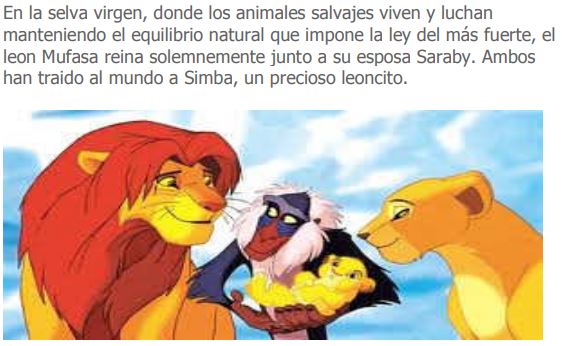 En la selva virgen, donde los animales salvajes viven y luchan
manteniendo el equilibrio natural que impone la ley del más fuerte, el
leon Mufasa reina solemnemente junto a su esposa Saraby. Ambos
han traido al mundo a Simba, un precioso leoncito.